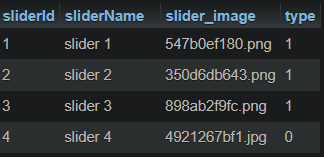 sliderId sliderName slider_image type
1 slider 1 547b0ef180.png 1
2 slider 2 350d6db643.png 1
3 slider 3 898ab2f9fc.png 1
4 slider 4 4921267bf1.jpg 0